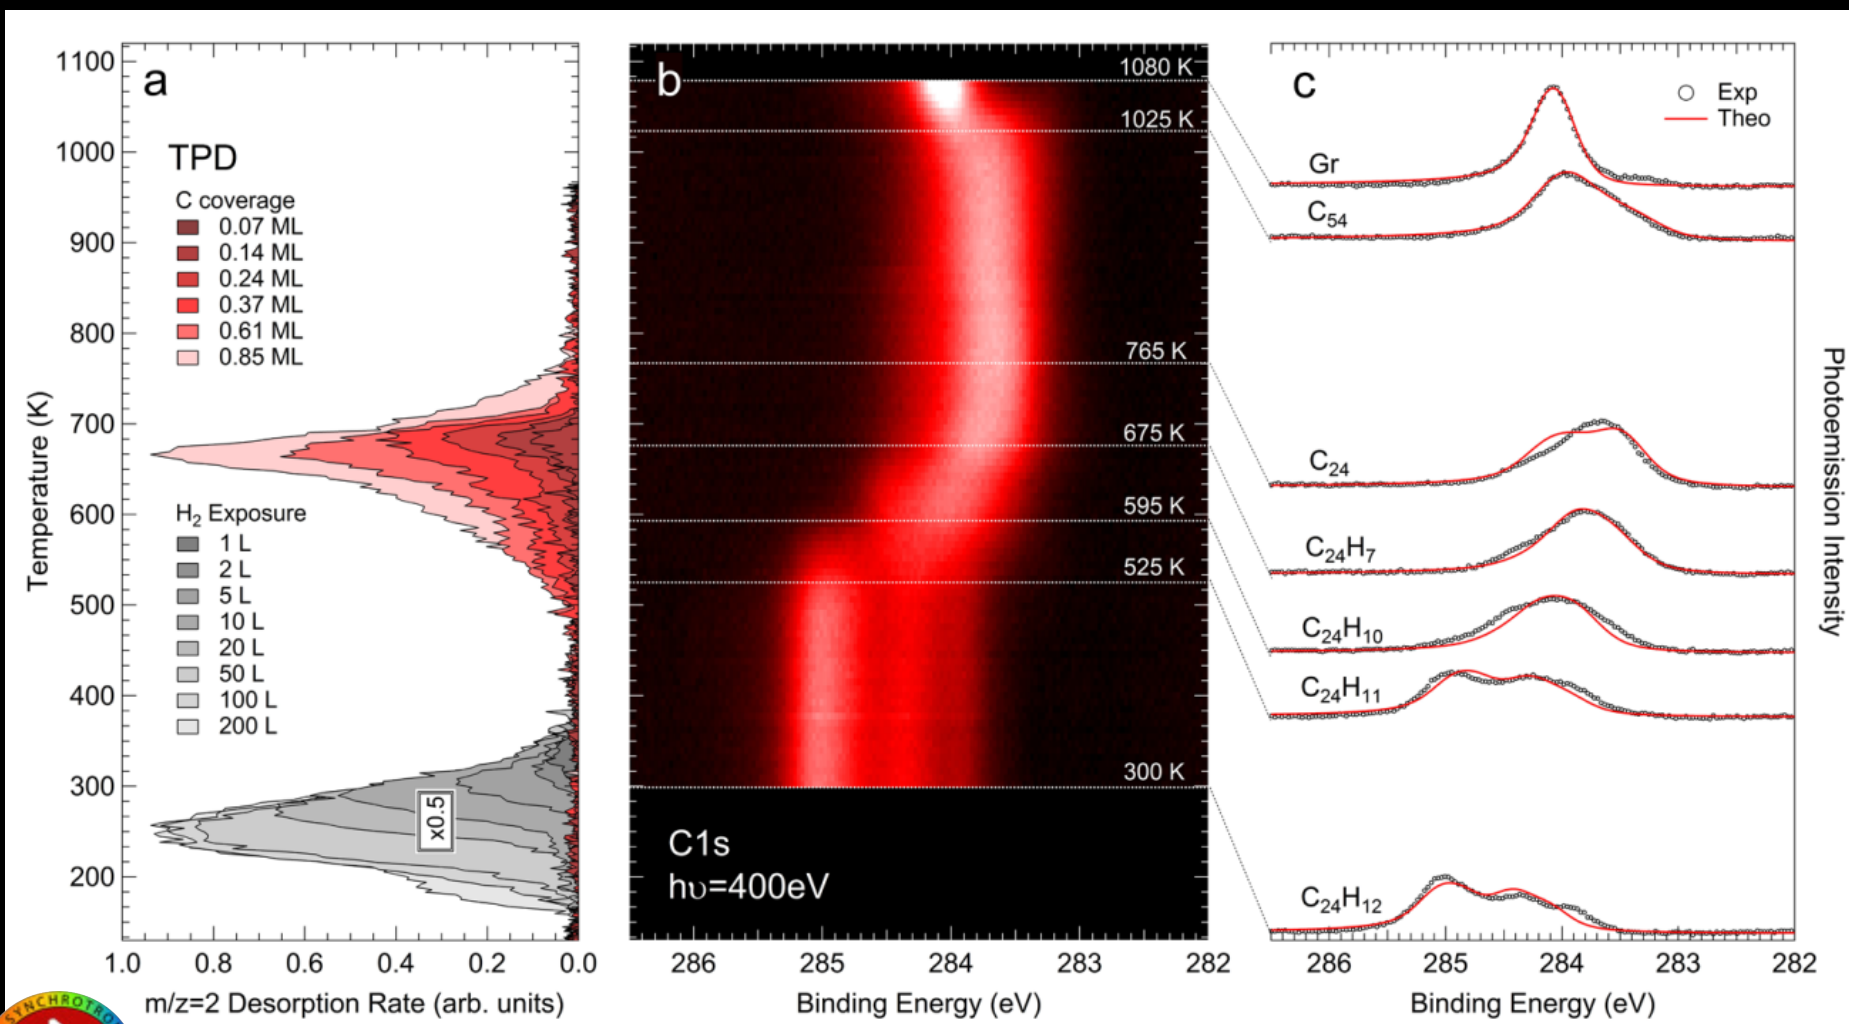 a
TPD
C coverage
0.07 ML
0.14 ML
0.24 ML
0.37 ML
0.61 ML
0.85 ML
H₂ Exposure
1 L
2 L
5 L
10 L
20 L
50 L
100 L
200 L
x0.5
Temperature (K)
1100
1000
900
800
700
600
500
400
300
200
1.0 0.8 0.6 0.4 0.2 0.0
m/z=2 Desorption Rate (arb. units)
b
1080 K
1025 K
765 K
675 K
595 K
525 K
300 K
C1s
hυ=400eV
286 285 284 283 282
Binding Energy (eV)
c
Exp
Theo
Gr
C₅₄
C₂₄
C₂₄H₇
C₂₄H₁₀
C₂₄H₁₁
C₂₄H₁₂
286 285 284 283 282
Binding Energy (eV)
Photoemission Intensity